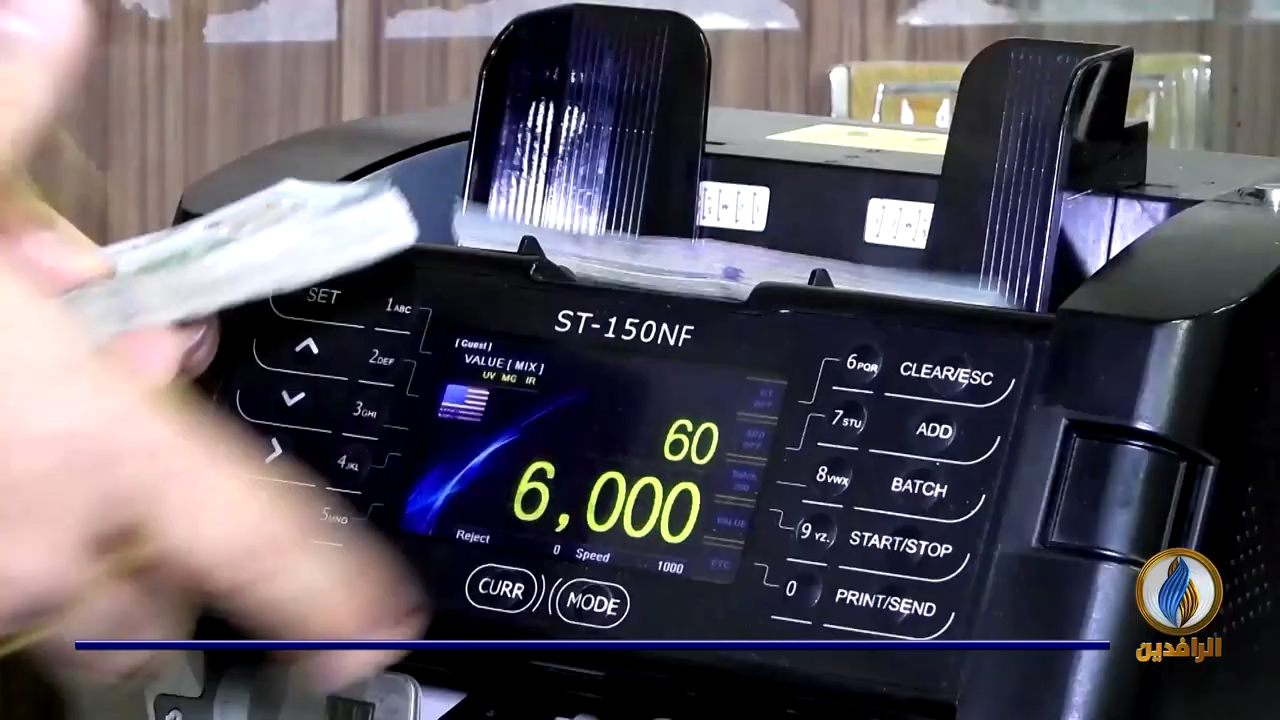 ST-150NF
SET
1ABC
2DEF
3GHI
4JKL
5MNO
[ Guest ]
VALUE [ MIX ]
UV MG IR
60
6,000
VALUE
Reject 0 Speed 1000
CURR
MODE
6PQR
CLEAR/ESC
7STU
ADD
8VWX
BATCH
9YZ.
START/STOP
0
PRINT/SEND
الرافدين